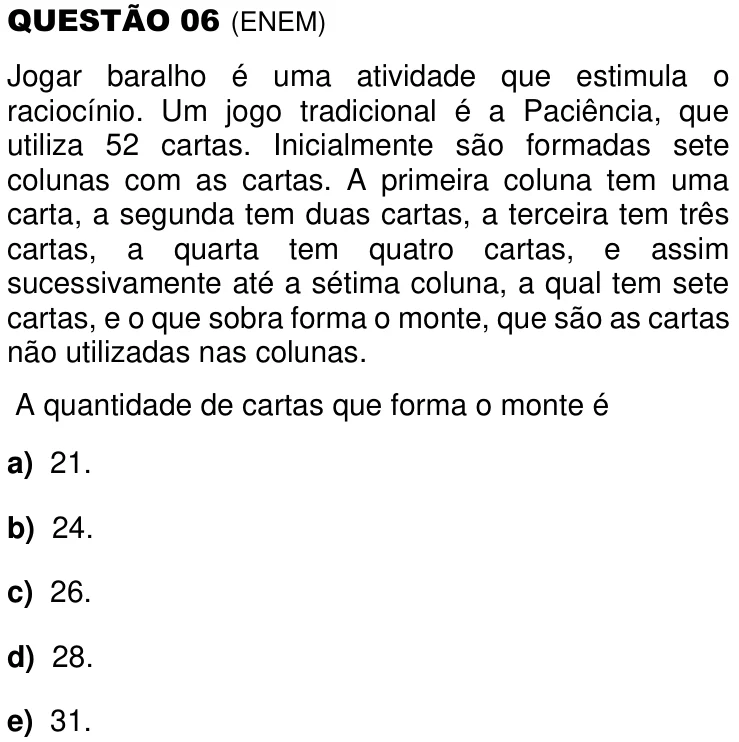 QUESTÃO 06 (ENEM)
Jogar baralho é uma atividade que estimula o
raciocínio. Um jogo tradicional é a Paciência, que
utiliza 52 cartas. Inicialmente são formadas sete
colunas com as cartas. A primeira coluna tem uma
carta, a segunda tem duas cartas, a terceira tem três
cartas, a quarta tem quatro cartas, e assim
sucessivamente até a sétima coluna, a qual tem sete
cartas, e o que sobra forma o monte, que são as cartas
não utilizadas nas colunas.
A quantidade de cartas que forma o monte é
a) 21.
b) 24.
c) 26.
d) 28.
e) 31.